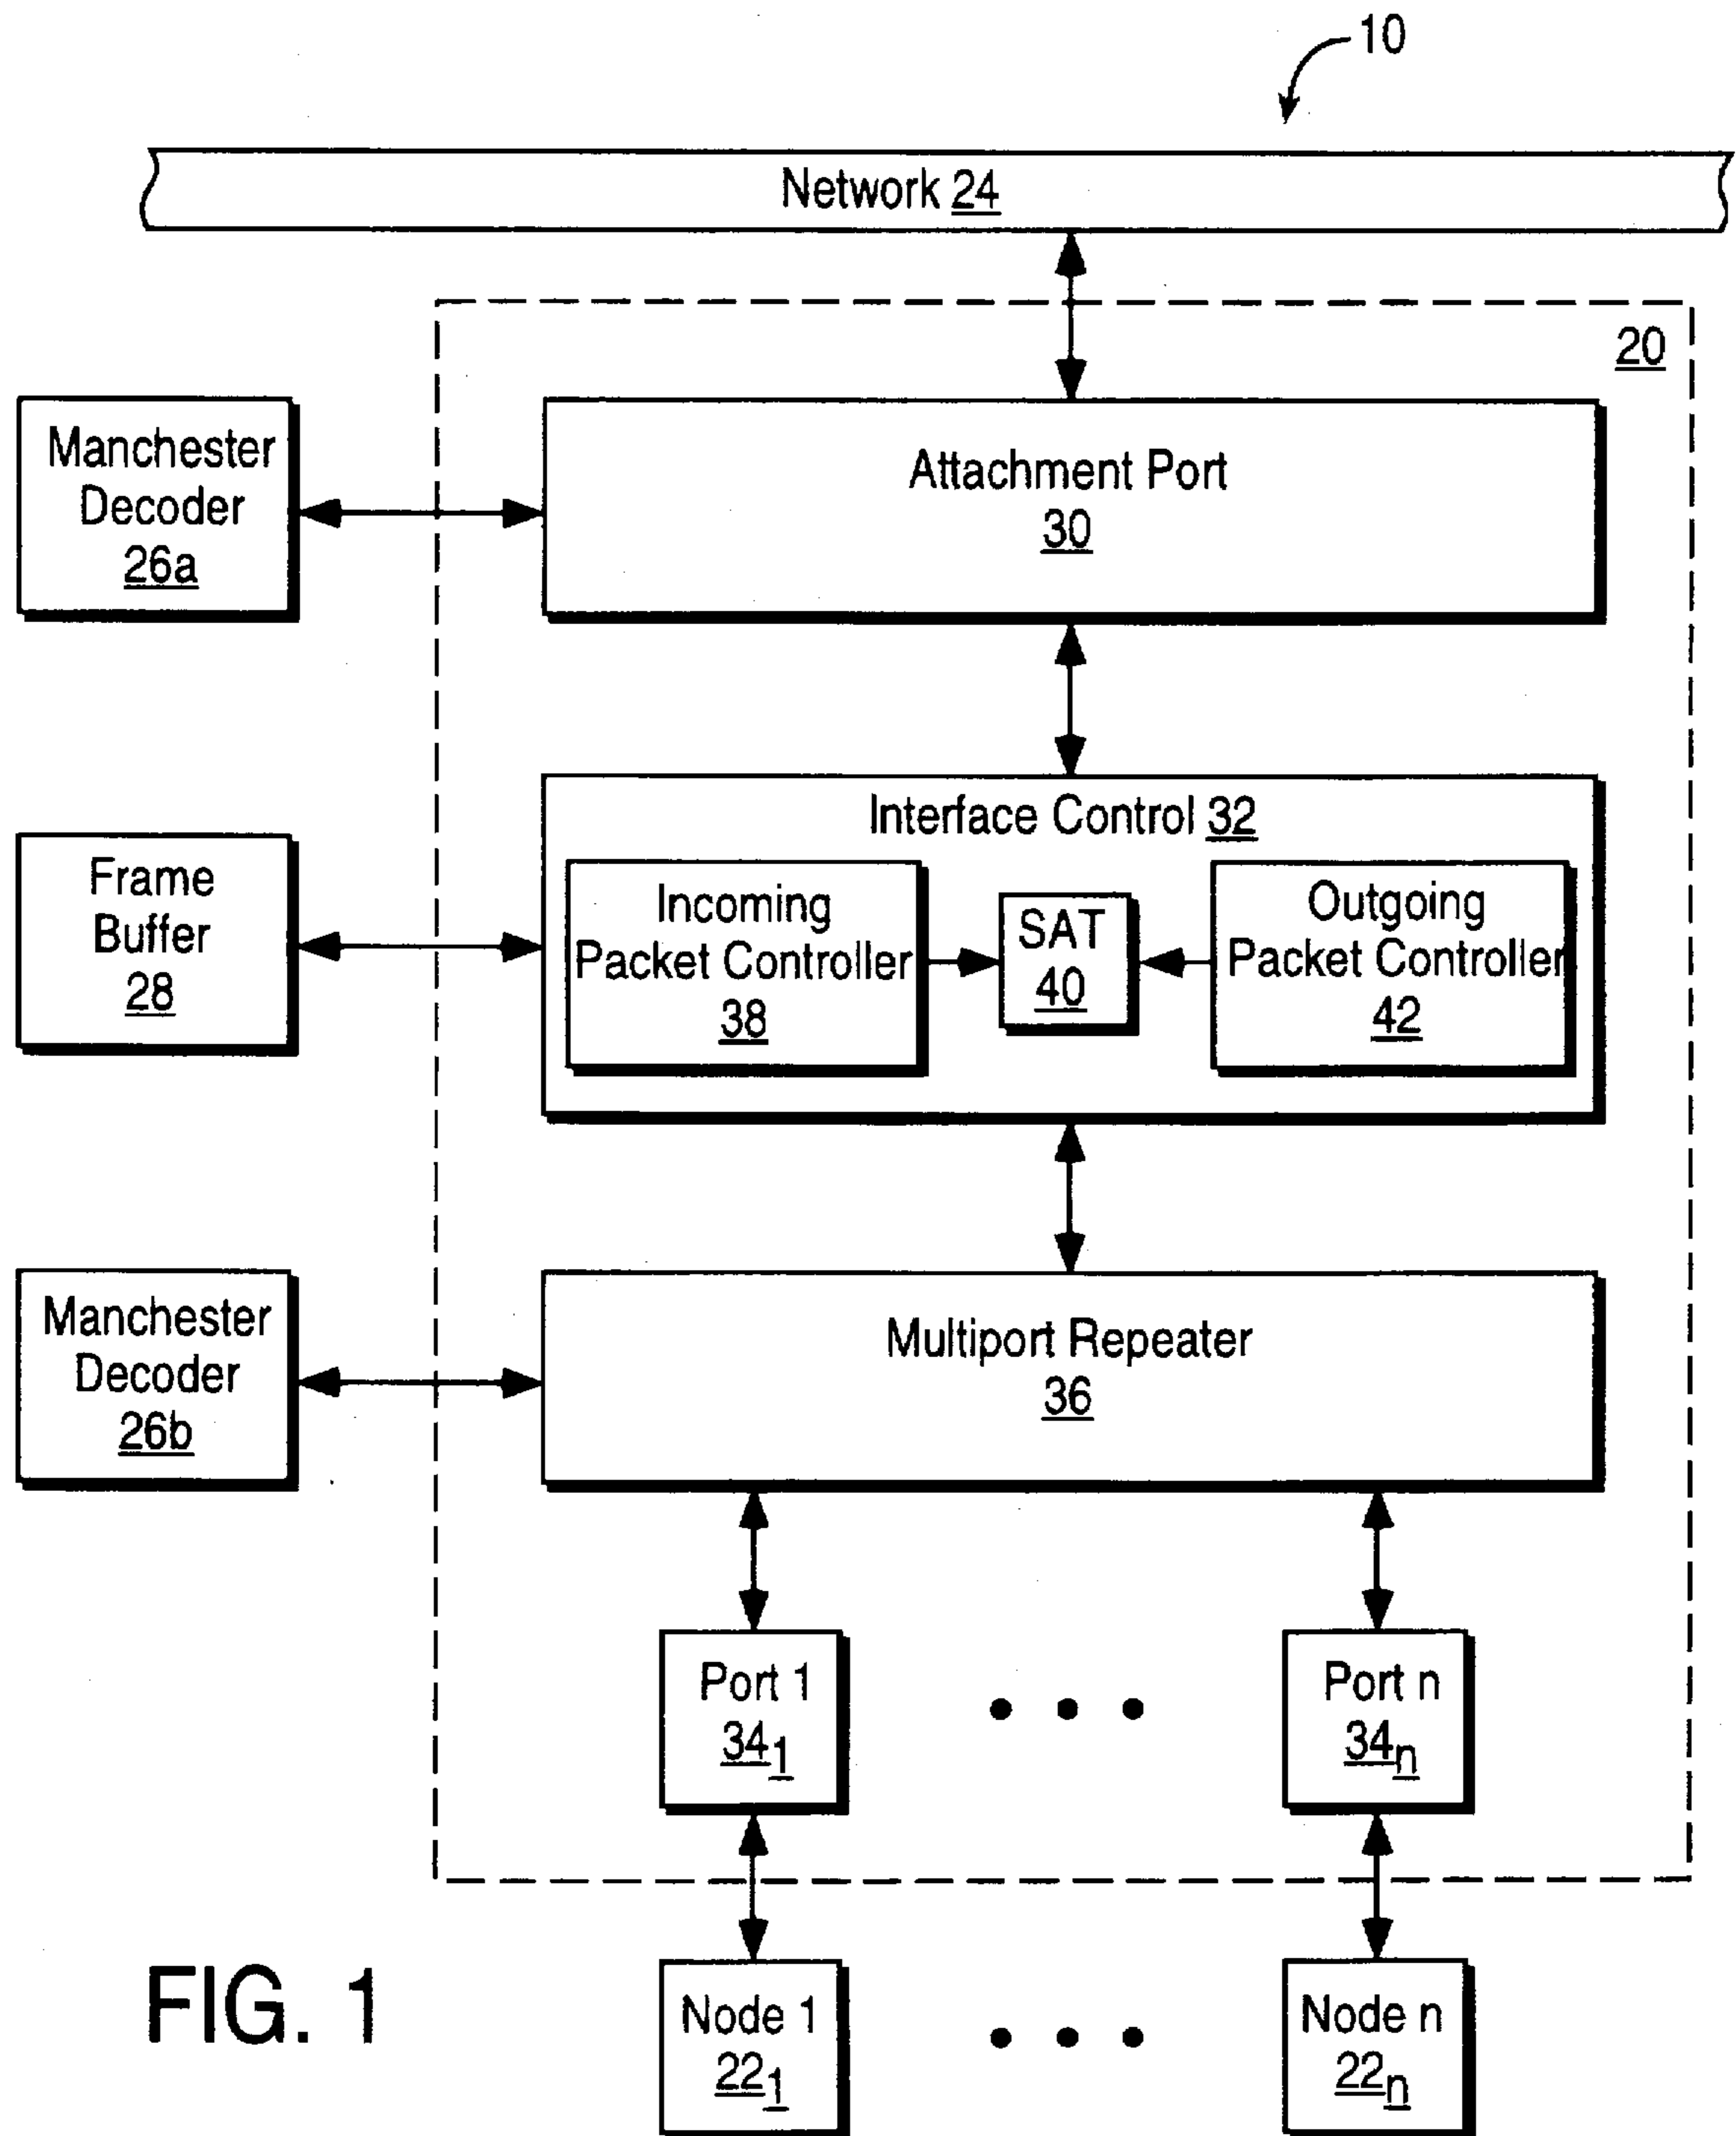 10
Network 24
20
Manchester
Decoder
26a
Attachment Port
30
Interface Control 32
Frame
Buffer
28
Incoming
Packet Controller
38
SAT
40
Outgoing
Packet Controller
42
Manchester
Decoder
26b
Multiport Repeater
36
Port 1
34₁
Port n
34ₙ
Node 1
22₁
Node n
22ₙ
FIG. 1